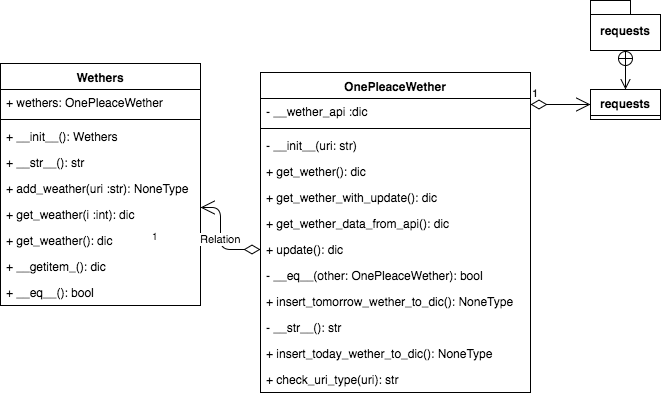 requests
Wethers
+ wethers: OnePleaceWether
+ __init__(): Wethers
+ __str__(): str
+ add_weather(uri :str): NoneType
+ get_weather(i :int): dic
+ get_weather(): dic
+ __getitem_(): dic
+ __eq__(): bool
1
Relation
OnePleaceWether
- __wether_api :dic
- __init__(uri: str)
+ get_wether(): dic
+ get_wether_with_update(): dic
+ get_wether_data_from_api(): dic
+ update(): dic
- __eq__(other: OnePleaceWether): bool
+ insert_tomorrow_wether_to_dic(): NoneType
- __str__(): str
+ insert_today_wether_to_dic(): NoneType
+ check_uri_type(uri): str
1
requests